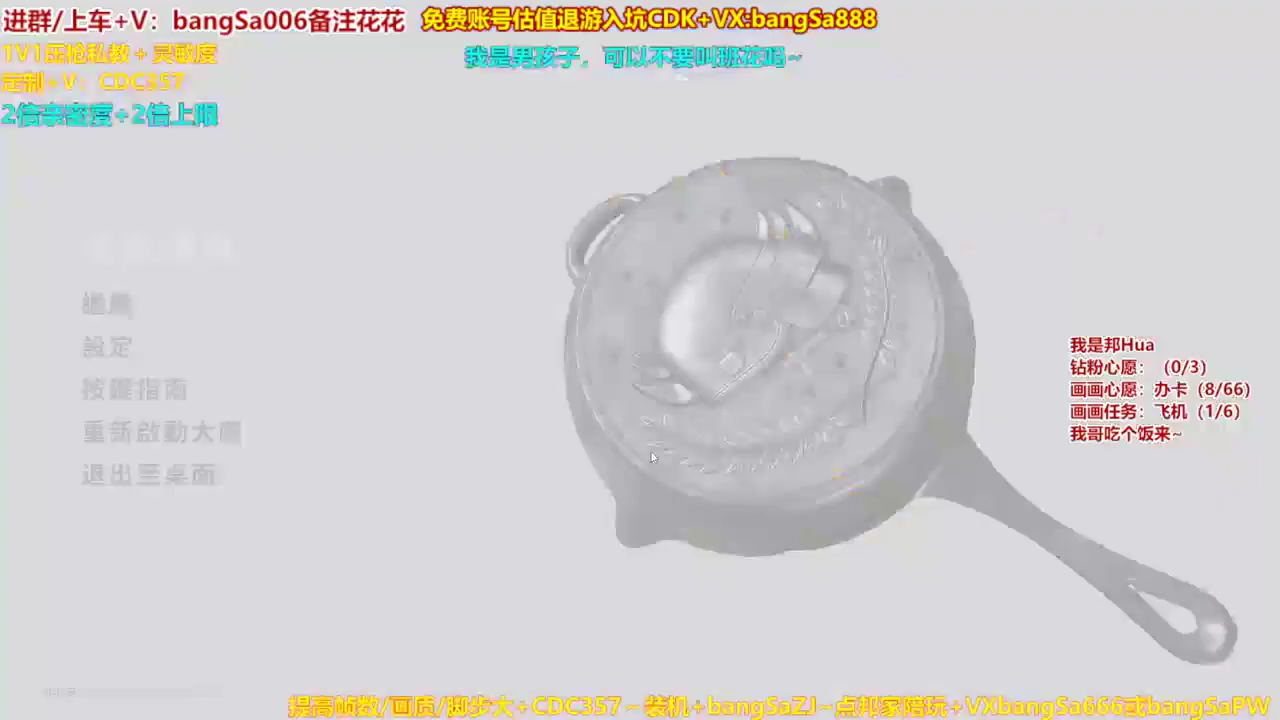 进群/上车+V：bangSa006备注花花
免费账号估值退游入坑CDK+VX:bangSa888
1V1压枪私教+灵敏度
定制+V：CDC357
我是男孩子，可以不要叫班花吗~
2倍亲密度+2倍上限
繼續
設定
按鍵指南
重新啟動大廳
退出至桌面
我是邦Hua
钻粉心愿：（0/3）
画画心愿：办卡（8/66）
画画任务：飞机（1/6）
我哥吃个饭来~
提高帧数/画质/脚步大+CDC357~装机+bangSaZJ~点邦家陪玩+VXbangSa666或bangSaPW